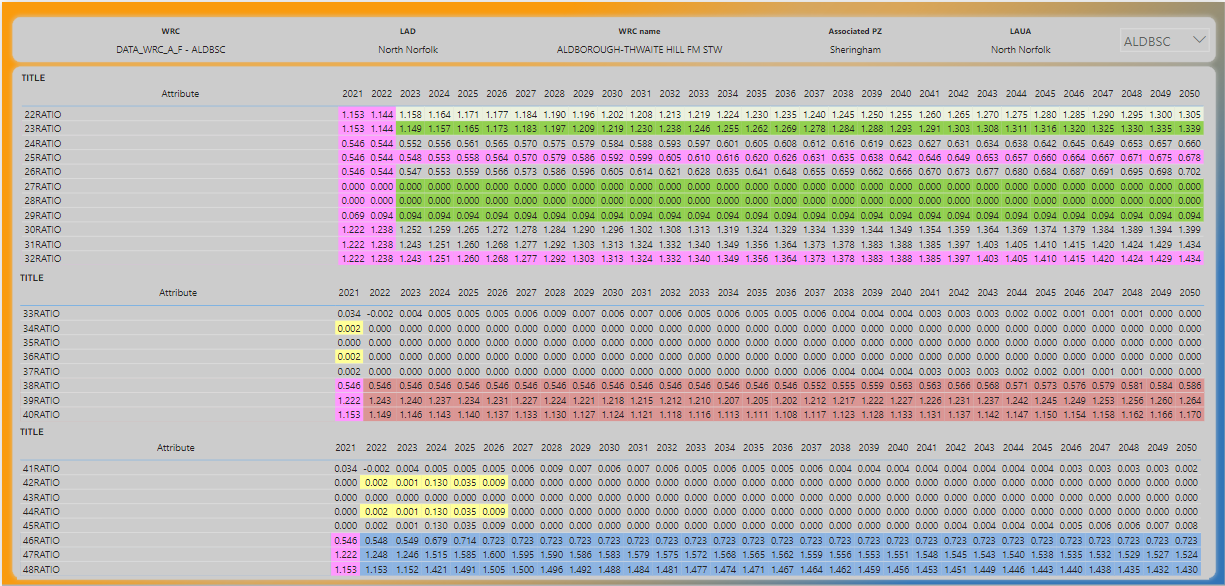 WRC LAD WRC name Associated PZ LAUA
DATA_WRC_A_F - ALDBSC North Norfolk ALDBOROUGH-THWAITE HILL FM STW Sheringham North Norfolk ALDBSC
TITLE
Attribute 2021 2022 2023 2024 2025 2026 2027 2028 2029 2030 2031 2032 2033 2034 2035 2036 2037 2038 2039 2040 2041 2042 2043 2044 2045 2046 2047 2048 2049 2050
22RATIO 1.153 1.144 1.158 1.164 1.171 1.177 1.184 1.190 1.196 1.202 1.208 1.213 1.219 1.224 1.230 1.235 1.240 1.245 1.250 1.255 1.260 1.265 1.270 1.275 1.280 1.285 1.290 1.295 1.300 1.305
23RATIO 1.153 1.144 1.149 1.157 1.165 1.173 1.183 1.197 1.209 1.219 1.230 1.238 1.246 1.255 1.262 1.269 1.278 1.284 1.288 1.293 1.291 1.303 1.308 1.311 1.316 1.320 1.325 1.330 1.335 1.339
24RATIO 0.546 0.544 0.552 0.556 0.561 0.565 0.570 0.575 0.579 0.584 0.588 0.593 0.597 0.601 0.605 0.608 0.612 0.616 0.619 0.623 0.627 0.631 0.634 0.638 0.642 0.645 0.649 0.653 0.657 0.660
25RATIO 0.546 0.544 0.548 0.553 0.558 0.564 0.570 0.579 0.586 0.592 0.599 0.605 0.610 0.616 0.620 0.626 0.631 0.635 0.638 0.642 0.646 0.649 0.653 0.657 0.660 0.664 0.667 0.671 0.675 0.678
26RATIO 0.546 0.544 0.547 0.553 0.559 0.566 0.573 0.586 0.596 0.605 0.614 0.621 0.628 0.635 0.641 0.648 0.655 0.659 0.662 0.666 0.670 0.673 0.677 0.680 0.684 0.687 0.691 0.695 0.698 0.702
27RATIO 0.000 0.000 0.000 0.000 0.000 0.000 0.000 0.000 0.000 0.000 0.000 0.000 0.000 0.000 0.000 0.000 0.000 0.000 0.000 0.000 0.000 0.000 0.000 0.000 0.000 0.000 0.000 0.000 0.000 0.000
28RATIO 0.000 0.000 0.000 0.000 0.000 0.000 0.000 0.000 0.000 0.000 0.000 0.000 0.000 0.000 0.000 0.000 0.000 0.000 0.000 0.000 0.000 0.000 0.000 0.000 0.000 0.000 0.000 0.000 0.000 0.000
29RATIO 0.069 0.094 0.094 0.094 0.094 0.094 0.094 0.094 0.094 0.094 0.094 0.094 0.094 0.094 0.094 0.094 0.094 0.094 0.094 0.094 0.094 0.094 0.094 0.094 0.094 0.094 0.094 0.094 0.094 0.094
30RATIO 1.222 1.238 1.252 1.259 1.265 1.272 1.278 1.284 1.290 1.296 1.302 1.308 1.313 1.319 1.324 1.329 1.334 1.339 1.344 1.349 1.354 1.359 1.364 1.369 1.374 1.379 1.384 1.389 1.394 1.399
31RATIO 1.222 1.238 1.243 1.251 1.260 1.268 1.277 1.292 1.303 1.313 1.324 1.332 1.340 1.349 1.356 1.364 1.373 1.378 1.383 1.388 1.385 1.397 1.403 1.405 1.410 1.415 1.420 1.424 1.429 1.434
32RATIO 1.222 1.238 1.243 1.251 1.260 1.268 1.277 1.292 1.303 1.313 1.324 1.332 1.340 1.349 1.356 1.364 1.373 1.378 1.383 1.388 1.385 1.397 1.403 1.405 1.410 1.415 1.420 1.424 1.429 1.434
TITLE
Attribute 2021 2022 2023 2024 2025 2026 2027 2028 2029 2030 2031 2032 2033 2034 2035 2036 2037 2038 2039 2040 2041 2042 2043 2044 2045 2046 2047 2048 2049 2050
33RATIO 0.034 -0.002 0.004 0.005 0.005 0.005 0.006 0.009 0.007 0.006 0.007 0.006 0.005 0.006 0.005 0.005 0.006 0.004 0.004 0.004 0.003 0.003 0.003 0.002 0.002 0.001 0.001 0.001 0.000 0.000
34RATIO 0.002 0.000 0.000 0.000 0.000 0.000 0.000 0.000 0.000 0.000 0.000 0.000 0.000 0.000 0.000 0.000 0.000 0.000 0.000 0.000 0.000 0.000 0.000 0.000 0.000 0.000 0.000 0.000 0.000 0.000
35RATIO 0.000 0.000 0.000 0.000 0.000 0.000 0.000 0.000 0.000 0.000 0.000 0.000 0.000 0.000 0.000 0.000 0.000 0.000 0.000 0.000 0.000 0.000 0.000 0.000 0.000 0.000 0.000 0.000 0.000 0.000
36RATIO 0.002 0.000 0.000 0.000 0.000 0.000 0.000 0.000 0.000 0.000 0.000 0.000 0.000 0.000 0.000 0.000 0.000 0.000 0.000 0.000 0.000 0.000 0.000 0.000 0.000 0.000 0.000 0.000 0.000 0.000
37RATIO 0.002 0.000 0.000 0.000 0.000 0.000 0.000 0.000 0.000 0.000 0.000 0.000 0.000 0.000 0.000 0.000 0.006 0.004 0.004 0.004 0.003 0.003 0.003 0.002 0.002 0.001 0.001 0.001 0.000 0.000
38RATIO 0.546 0.546 0.546 0.546 0.546 0.546 0.546 0.546 0.546 0.546 0.546 0.546 0.546 0.546 0.546 0.546 0.552 0.555 0.559 0.563 0.563 0.566 0.568 0.571 0.573 0.576 0.579 0.581 0.584 0.586
39RATIO 1.222 1.243 1.240 1.237 1.234 1.231 1.227 1.224 1.221 1.218 1.215 1.212 1.210 1.207 1.205 1.202 1.212 1.217 1.222 1.227 1.226 1.231 1.237 1.242 1.245 1.249 1.253 1.256 1.260 1.264
40RATIO 1.153 1.149 1.146 1.143 1.140 1.137 1.133 1.130 1.127 1.124 1.121 1.118 1.116 1.113 1.111 1.108 1.117 1.123 1.128 1.133 1.131 1.137 1.142 1.147 1.150 1.154 1.158 1.162 1.166 1.170
TITLE
Attribute 2021 2022 2023 2024 2025 2026 2027 2028 2029 2030 2031 2032 2033 2034 2035 2036 2037 2038 2039 2040 2041 2042 2043 2044 2045 2046 2047 2048 2049 2050
41RATIO 0.034 -0.002 0.004 0.005 0.005 0.005 0.006 0.009 0.007 0.006 0.007 0.006 0.005 0.006 0.005 0.005 0.006 0.004 0.004 0.004 0.004 0.004 0.004 0.004 0.004 0.003 0.003 0.003 0.003 0.002
42RATIO 0.000 0.002 0.001 0.130 0.035 0.009 0.000 0.000 0.000 0.000 0.000 0.000 0.000 0.000 0.000 0.000 0.000 0.000 0.000 0.000 0.000 0.000 0.000 0.000 0.000 0.000 0.000 0.000 0.000 0.000
43RATIO 0.000 0.000 0.000 0.000 0.000 0.000 0.000 0.000 0.000 0.000 0.000 0.000 0.000 0.000 0.000 0.000 0.000 0.000 0.000 0.000 0.000 0.000 0.000 0.000 0.000 0.000 0.000 0.000 0.000 0.000
44RATIO 0.000 0.002 0.001 0.130 0.035 0.009 0.000 0.000 0.000 0.000 0.000 0.000 0.000 0.000 0.000 0.000 0.000 0.000 0.000 0.000 0.000 0.000 0.000 0.000 0.000 0.000 0.000 0.000 0.000 0.000
45RATIO 0.000 0.002 0.001 0.130 0.035 0.009 0.000 0.000 0.000 0.000 0.000 0.000 0.000 0.000 0.000 0.000 0.000 0.000 0.000 0.000 0.000 0.004 0.004 0.004 0.004 0.005 0.006 0.006 0.007 0.008
46RATIO 0.546 0.548 0.549 0.679 0.714 0.723 0.723 0.723 0.723 0.723 0.723 0.723 0.723 0.723 0.723 0.723 0.723 0.723 0.723 0.723 0.723 0.723 0.723 0.723 0.723 0.723 0.723 0.723 0.723 0.723
47RATIO 1.222 1.248 1.246 1.515 1.585 1.600 1.595 1.590 1.586 1.583 1.579 1.575 1.572 1.568 1.565 1.562 1.559 1.556 1.553 1.551 1.548 1.545 1.543 1.540 1.538 1.535 1.532 1.529 1.527 1.524
48RATIO 1.153 1.153 1.152 1.421 1.491 1.505 1.500 1.496 1.492 1.488 1.484 1.481 1.477 1.474 1.471 1.467 1.464 1.462 1.459 1.456 1.453 1.451 1.449 1.446 1.443 1.440 1.438 1.435 1.432 1.430